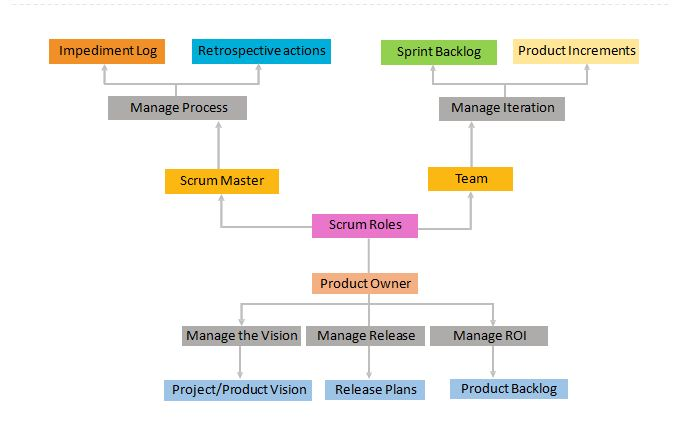 Impediment Log
Retrospective actions
Sprint Backlog
Product Increments
Manage Process
Manage Iteration
Scrum Master
Team
Scrum Roles
Product Owner
Manage the Vision
Manage Release
Manage ROI
Project/Product Vision
Release Plans
Product Backlog